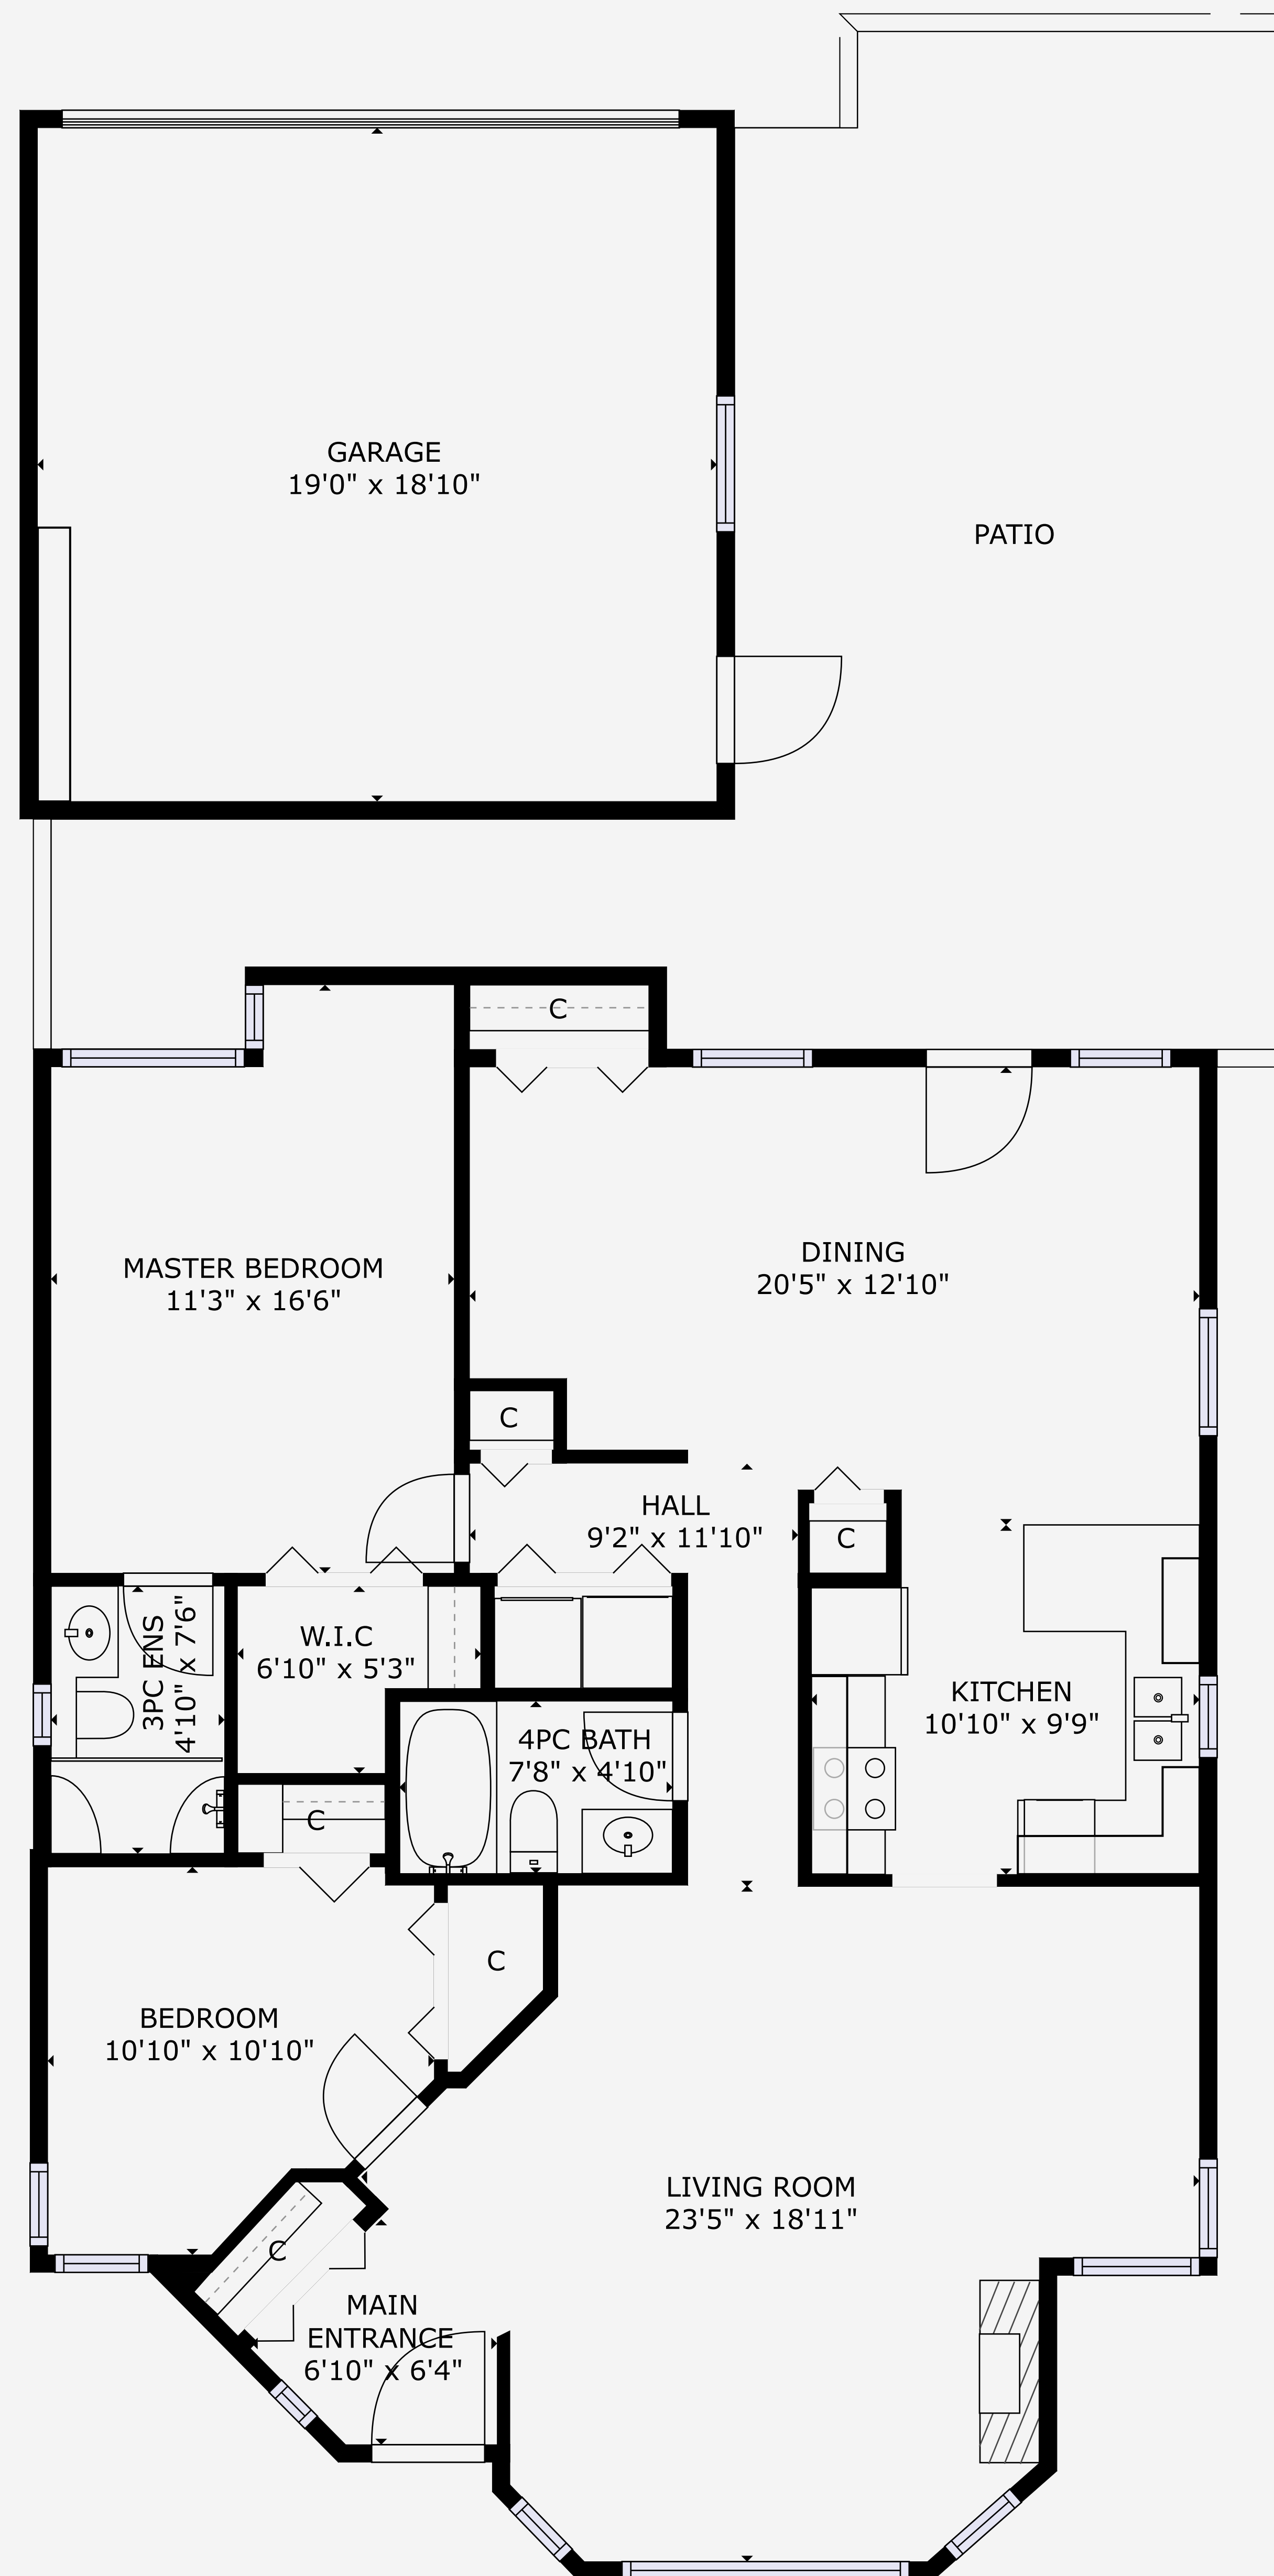 GARAGE
19'0" x 18'10"
PATIO
C
MASTER BEDROOM
11'3" x 16'6"
DINING
20'5" x 12'10"
C
HALL
9'2" x 11'10"
C
3PC ENS
4'10" x 7'6"
W.I.C
6'10" x 5'3"
KITCHEN
10'10" x 9'9"
4PC BATH
7'8" x 4'10"
C
C
BEDROOM
10'10" x 10'10"
LIVING ROOM
23'5" x 18'11"
C
MAIN
ENTRANCE
6'10" x 6'4"